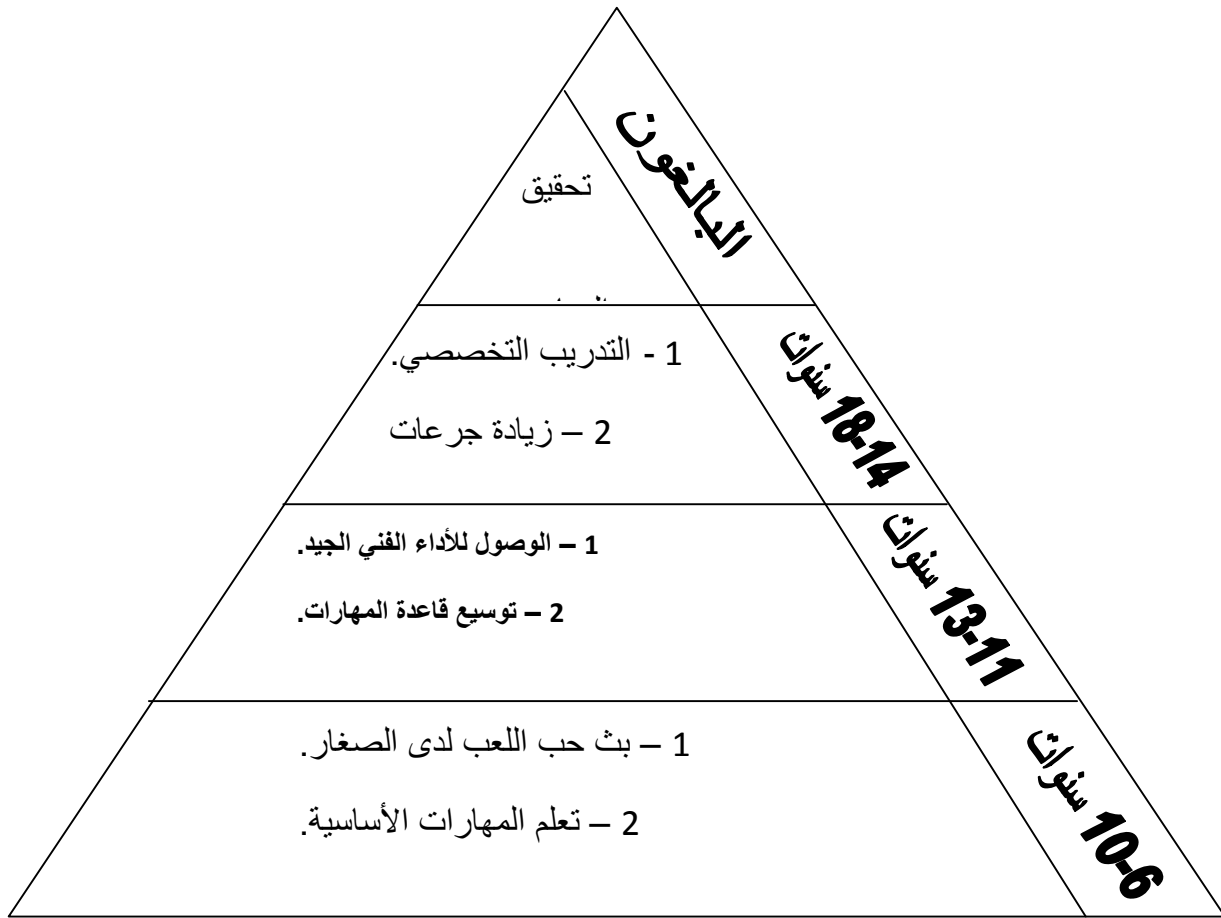 البالغون
تحقيق
18-14 سنوات
1 - التدريب التخصصي.
2 – زيادة جرعات
13-11 سنوات
1 – الوصول للأداء الفني الجيد.
2 – توسيع قاعدة المهارات.
10-6 سنوات
1 – بث حب اللعب لدى الصغار.
2 – تعلم المهارات الأساسية.